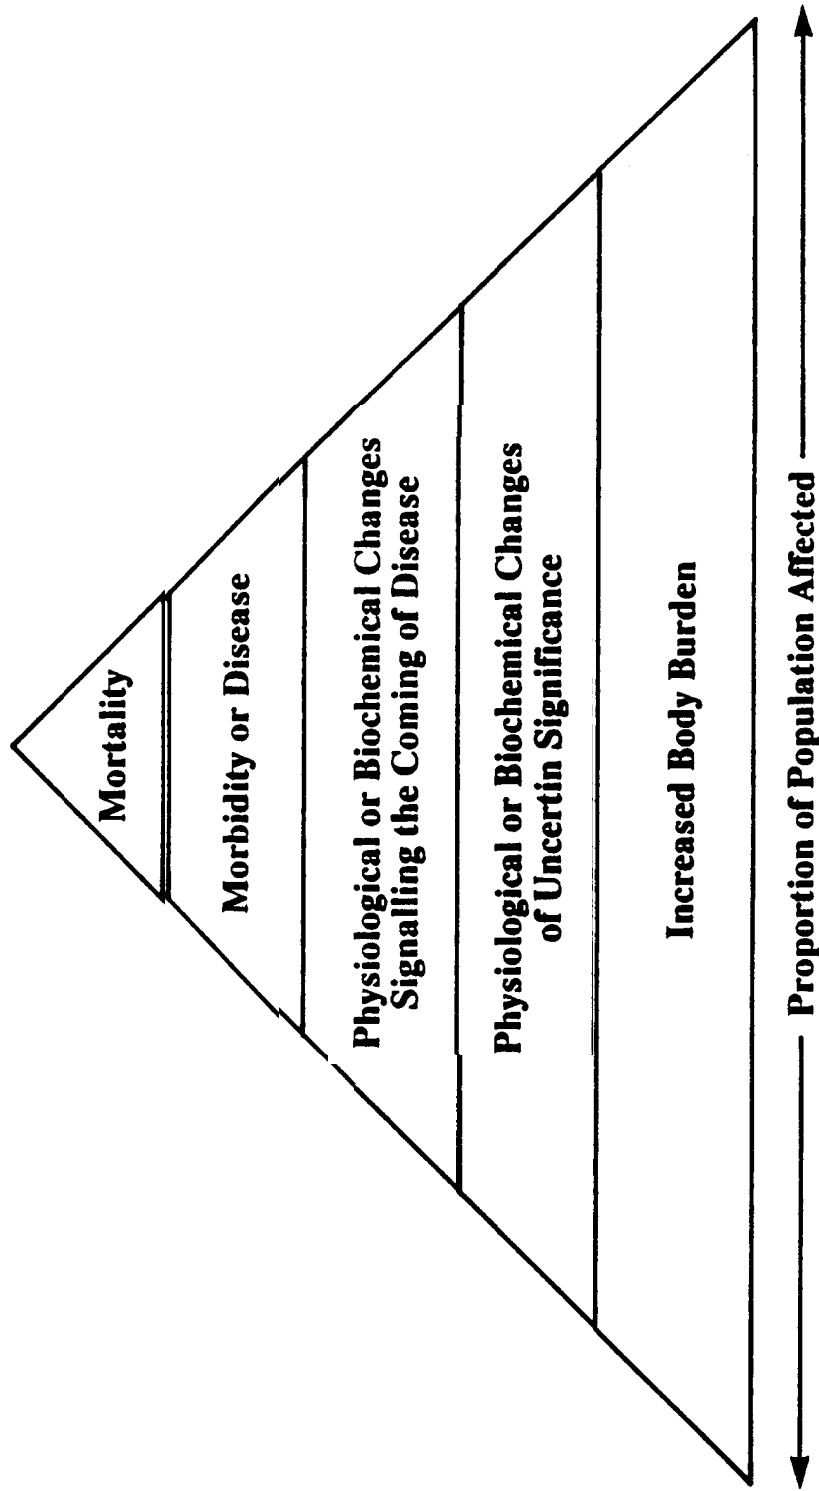 Mortality
Morbidity or Disease
Physiological or Biochemical Changes
Signalling the Coming of Disease
Physiological or Biochemical Changes
of Uncertin Significance
Increased Body Burden
Proportion of Population Affected